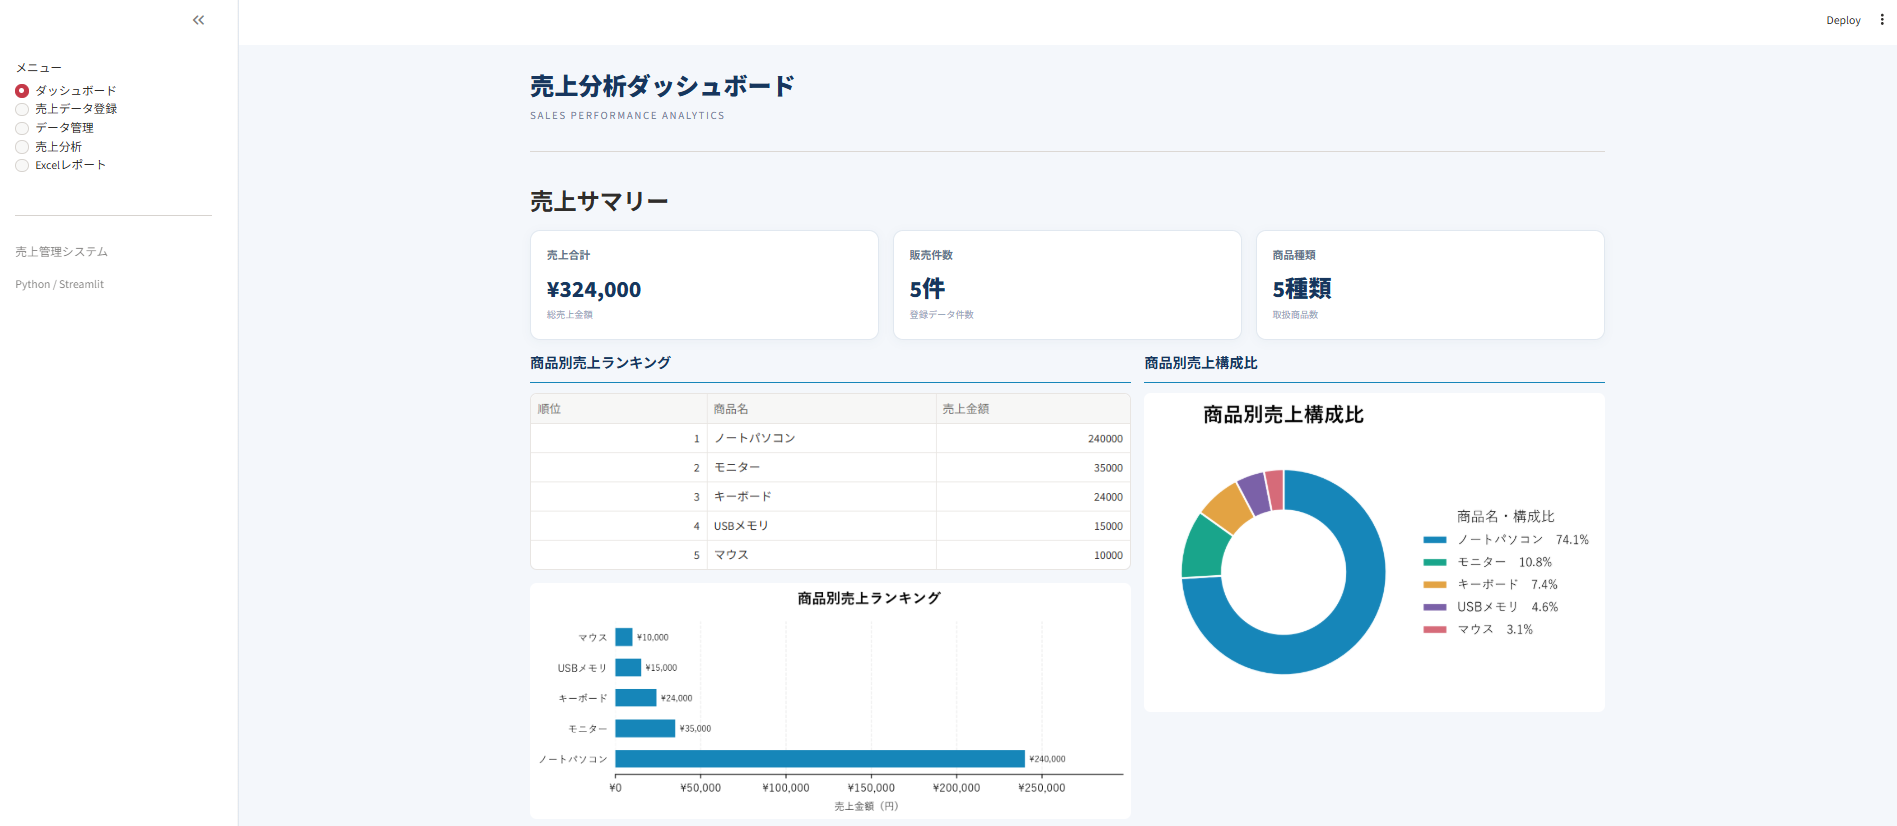 Deploy
メニュー
ダッシュボード
売上データ登録
データ管理
売上分析
Excelレポート
売上管理システム
Python / Streamlit
売上分析ダッシュボード
SALES PERFORMANCE ANALYTICS
売上サマリー
売上合計
¥324,000
総売上金額
販売件数
5件
登録データ件数
商品種類
5種類
取扱商品数
商品別売上ランキング
順位 商品名 売上金額
1 ノートパソコン 240000
2 モニター 35000
3 キーボード 24000
4 USBメモリ 15000
5 マウス 10000
商品別売上ランキング
マウス ¥10,000
USBメモリ ¥15,000
キーボード ¥24,000
モニター ¥35,000
ノートパソコン ¥240,000
¥0 ¥50,000 ¥100,000 ¥150,000 ¥200,000 ¥250,000
売上金額（円）
商品別売上構成比
商品別売上構成比
商品名・構成比
ノートパソコン 74.1%
モニター 10.8%
キーボード 7.4%
USBメモリ 4.6%
マウス 3.1%